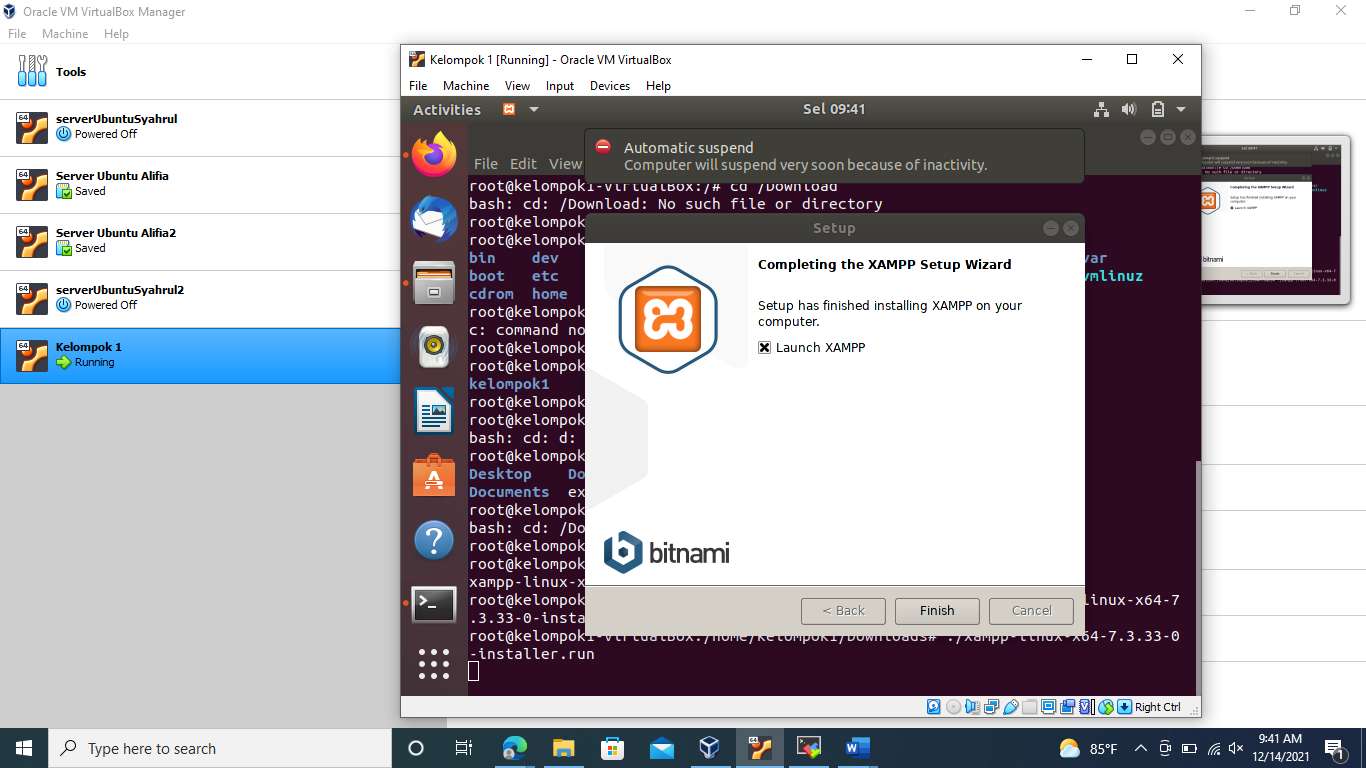 Oracle VM VirtualBox Manager
File Machine Help
Tools
64
serverUbuntuSyahrul
Powered Off
64
Server Ubuntu Alifia
Saved
64
Server Ubuntu Alifia2
Saved
64
serverUbuntuSyahrul2
Powered Off
64
Kelompok 1
Running
Kelompok 1 [Running] - Oracle VM VirtualBox
File Machine View Input Devices Help
Activities
Sel 09:41
Automatic suspend
Computer will suspend very soon because of inactivity.
File Edit View
root@kelompok1-VirtualBox:/# cd /Download
bash: cd: /Download: No such file or directory
root@kelompok
root@kelompok
bin dev var
boot etc vmlinuz
cdrom home
root@kelompok
c: command no
root@kelompok
root@kelompok
kelompok1
root@kelompok
root@kelompok
bash: cd: d:
root@kelompok
Desktop Do
Documents ex
root@kelompok
bash: cd: /Do
root@kelompok
root@kelompok
xampp-linux-x
root@kelompok linux-x64-7
.3.33-0-insta
root@kelompok1-VirtualBox:/home/kelompok1/Downloads# ./xampp-linux-x64-7.3.33-0
-installer.run
Setup
Completing the XAMPP Setup Wizard
Setup has finished installing XAMPP on your
computer.
Launch XAMPP
bitnami
< Back Finish Cancel
Right Ctrl
Type here to search
85°F
9:41 AM
12/14/2021
1